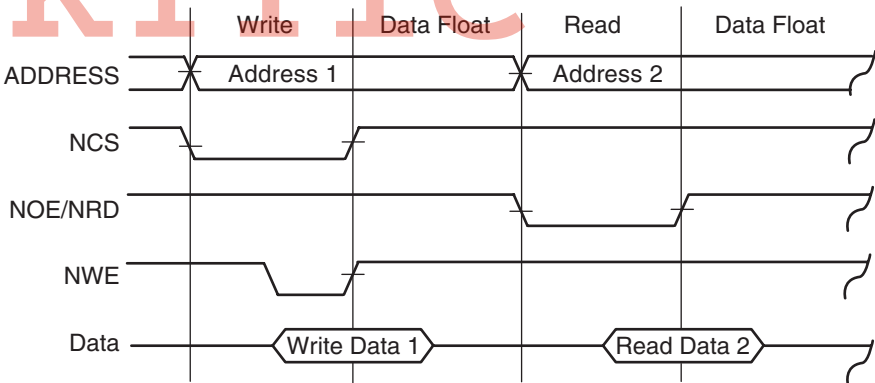 KITIC
Write Data Float Read Data Float
ADDRESS Address 1 Address 2
NCS
NOE/NRD
NWE
Data Write Data 1 Read Data 2